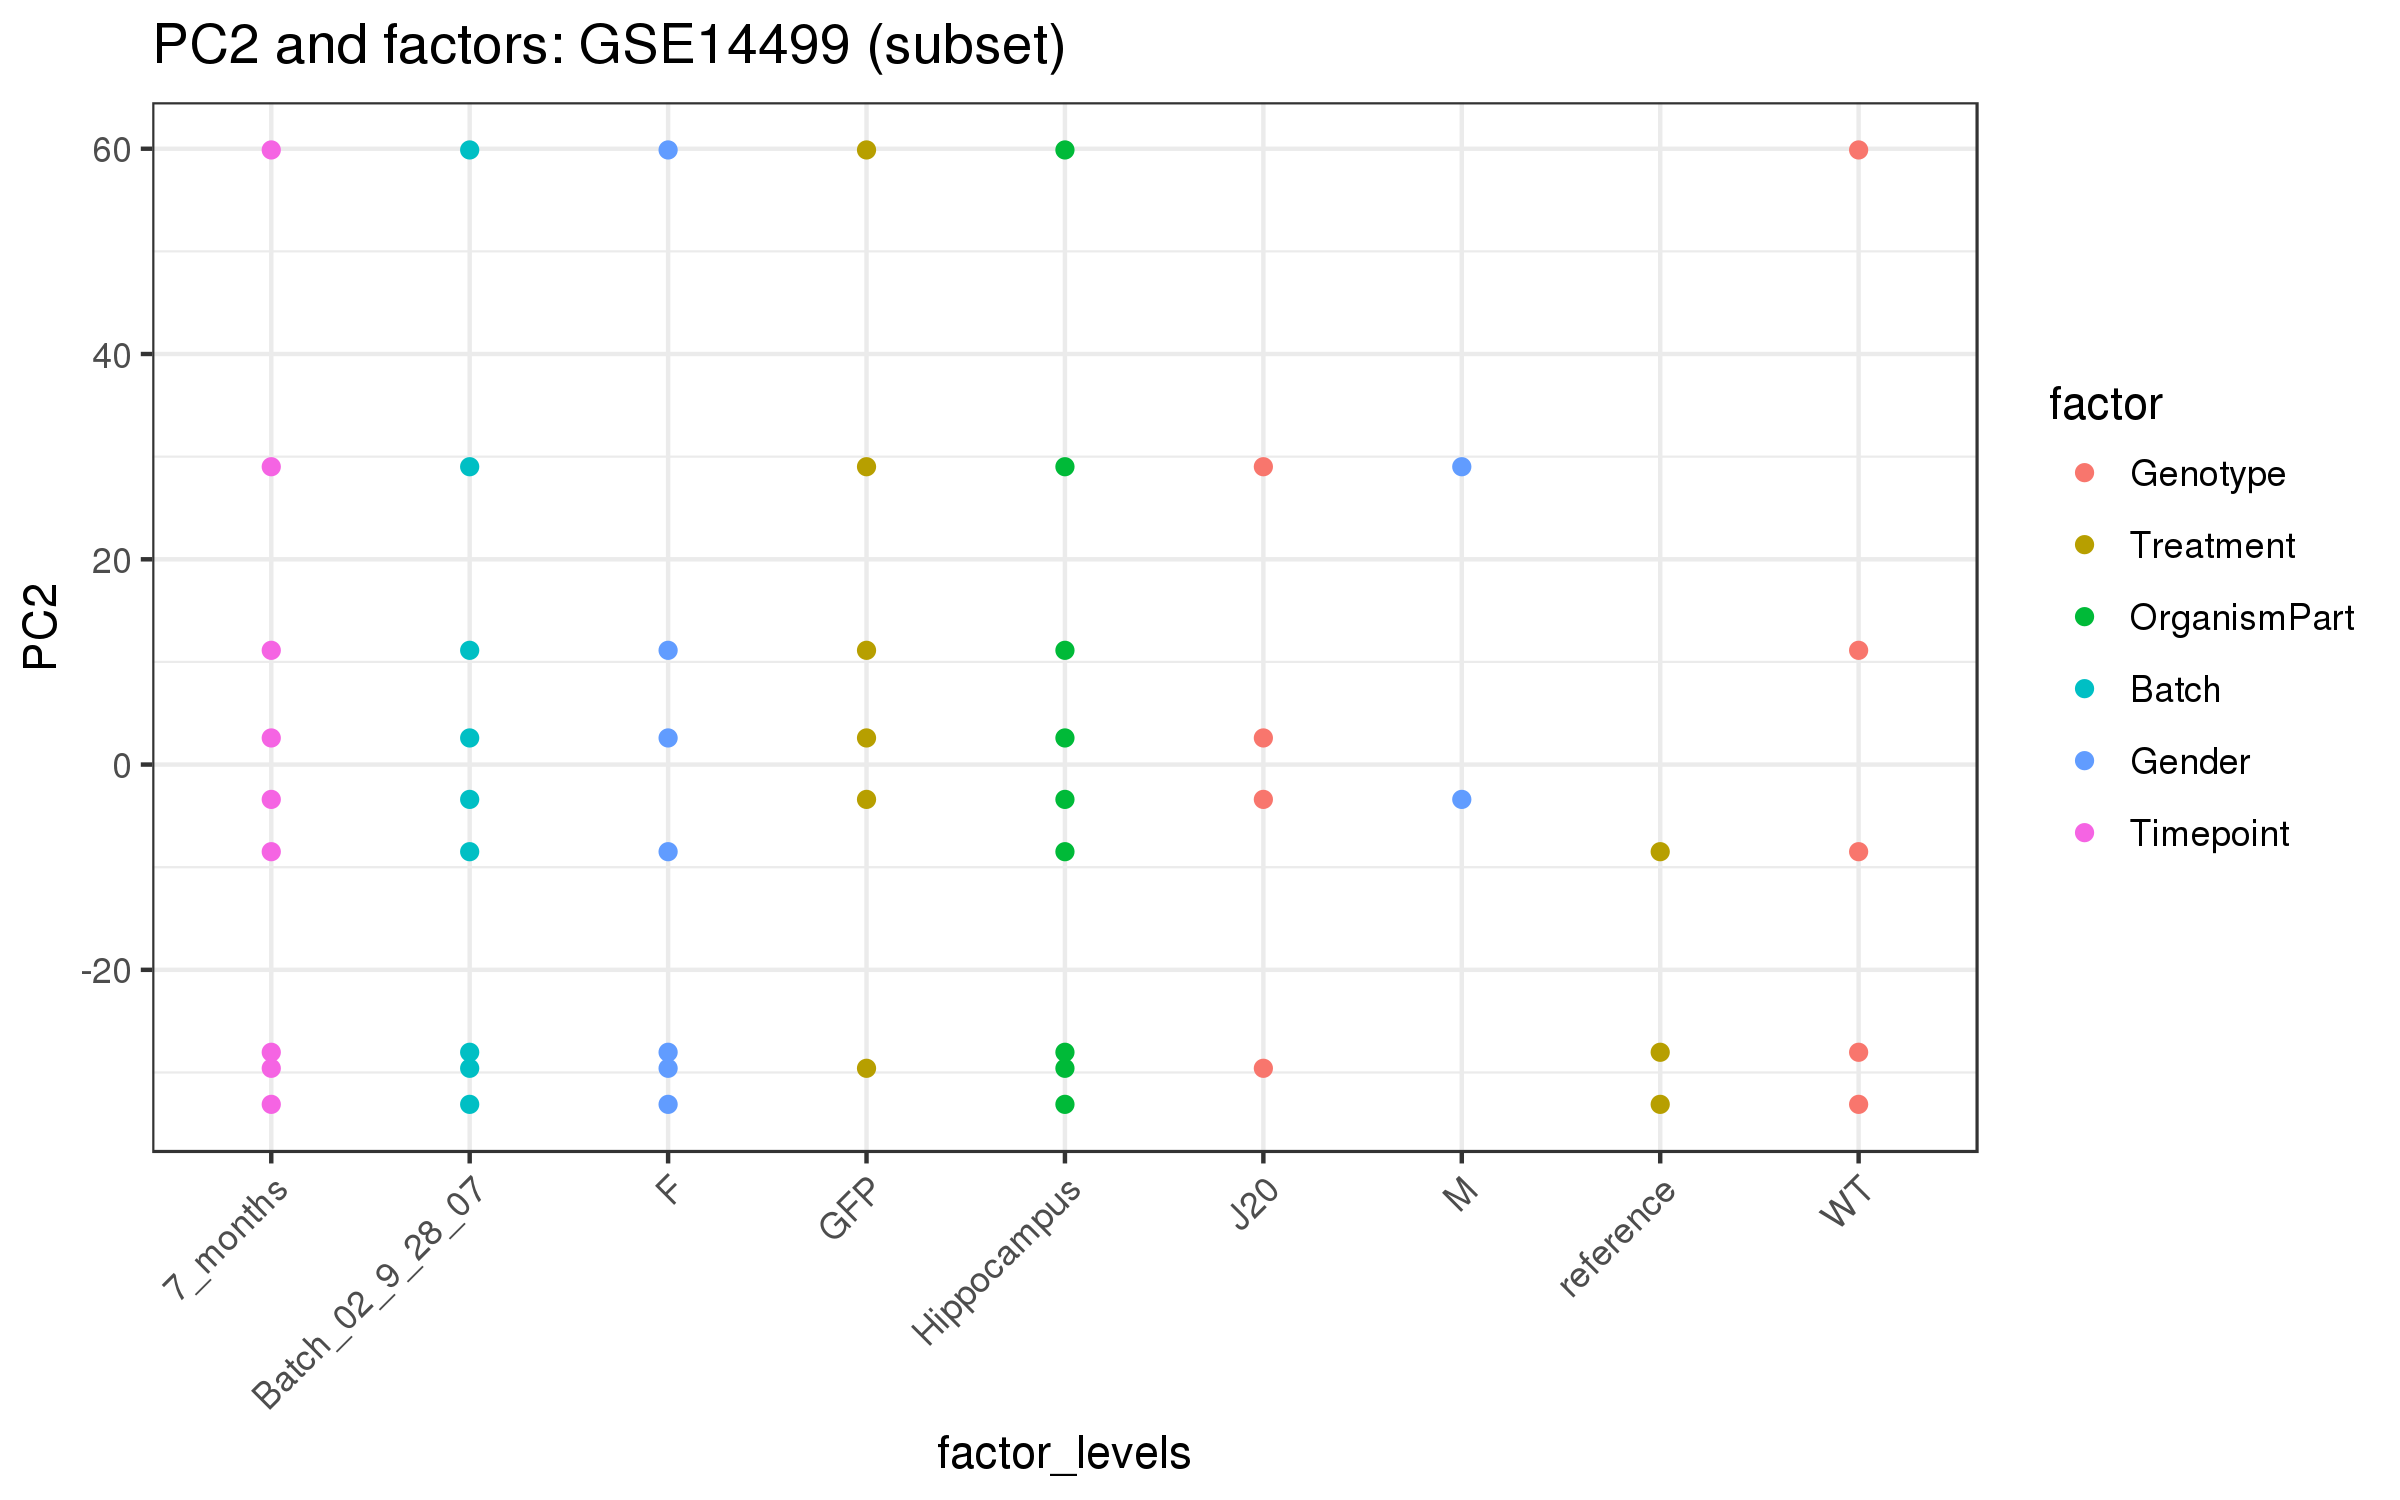 PC2 and factors: GSE14499 (subset)
60
40
20
0
-20
PC2
7_months
Batch_02_9_28_07
F
GFP
Hippocampus
J20
M
reference
WT
factor_levels
factor
Genotype
Treatment
OrganismPart
Batch
Gender
Timepoint